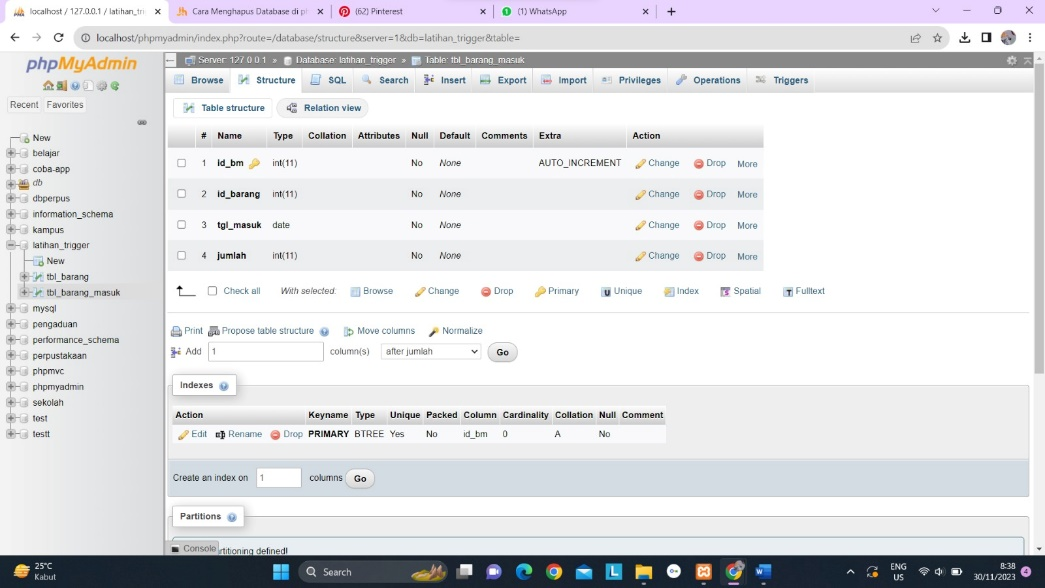 localhost / 127.0.0.1 / latihan_tri
Cara Menghapus Database di pl
(62) Pinterest
(1) WhatsApp
localhost/phpmyadmin/index.php?route=/database/structure&server=1&db=latihan_trigger&table=
phpMyAdmin
Recent Favorites
New
belajar
coba-app
db
dbperpus
information_schema
kampus
latihan_trigger
New
tbl_barang
tbl_barang_masuk
mysql
pengaduan
performance_schema
perpustakaan
phpmvc
phpmyadmin
sekolah
test
testt
Server: 127.0.0.1 » Database: latihan_trigger » Table: tbl_barang_masuk
Browse Structure SQL Search Insert Export Import Privileges Operations Triggers
Table structure Relation view
# Name Type Collation Attributes Null Default Comments Extra Action
1 id_bm int(11) No None AUTO_INCREMENT Change Drop More
2 id_barang int(11) No None Change Drop More
3 tgl_masuk date No None Change Drop More
4 jumlah int(11) No None Change Drop More
Check all With selected: Browse Change Drop Primary Unique Index Spatial Fulltext
Print Propose table structure Move columns Normalize
Add 1 column(s) after jumlah Go
Indexes
Action Keyname Type Unique Packed Column Cardinality Collation Null Comment
Edit Rename Drop PRIMARY BTREE Yes No id_bm 0 A No
Create an index on 1 columns Go
Partitions
Console rtitioning defined!
25°C
Kabut
Search
ENG
US
8:38
30/11/2023
4